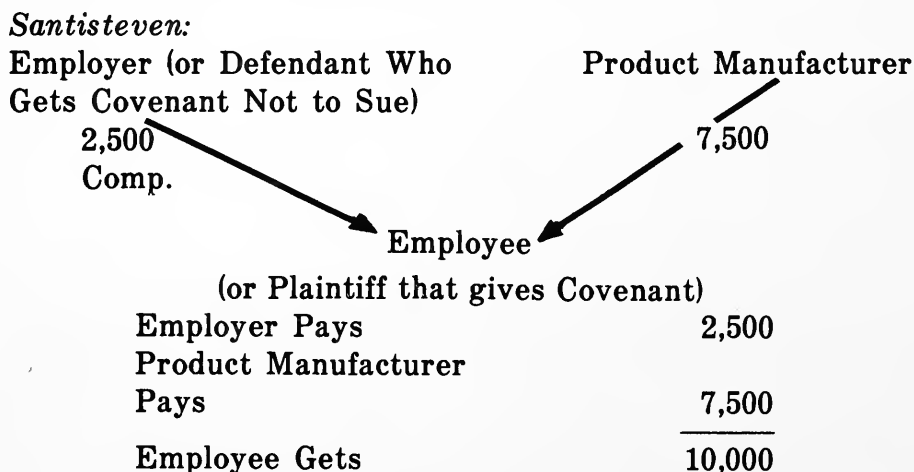 Santisteven:
Employer (or Defendant Who Product Manufacturer
Gets Covenant Not to Sue)
2,500 7,500
Comp.
Employee
(or Plaintiff that gives Covenant)
Employer Pays 2,500
Product Manufacturer
Pays 7,500
Employee Gets 10,000